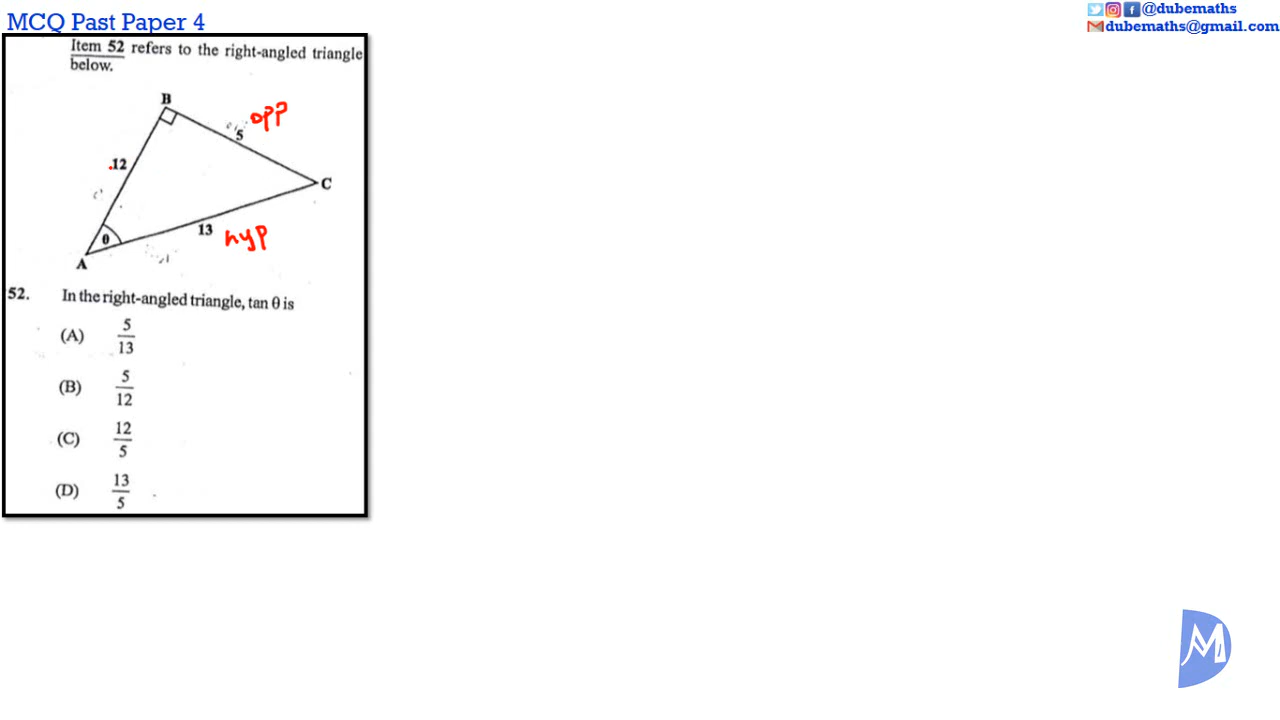 MCQ Past Paper 4
@dubemaths
dubemaths@gmail.com
Item 52 refers to the right-angled triangle
below.
B
opp
5
.12
C
13
hyp
θ
A
52. In the right-angled triangle, tan θ is
(A) 5/13
(B) 5/12
(C) 12/5
(D) 13/5
M